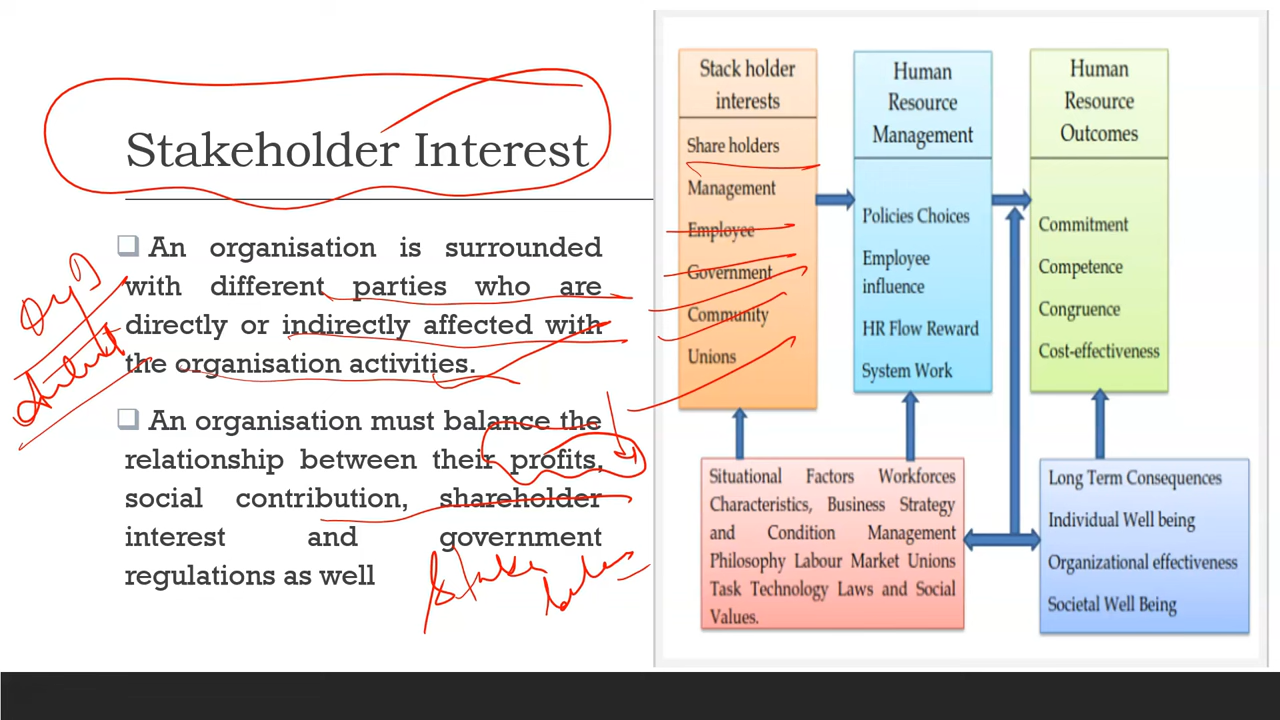 Stakeholder Interest
An organisation is surrounded
with different parties who are
directly or indirectly affected with
the organisation activities.
An organisation must balance the
relationship between their profits,
social contribution, shareholder
interest and government
regulations as well
Stack holder
interests
Share holders
Management
Employee
Government
Community
Unions
Human
Resource
Management
Policies Choices
Employee
influence
HR Flow Reward
System Work
Human
Resource
Outcomes
Commitment
Competence
Congruence
Cost-effectiveness
Situational Factors Workforces
Characteristics, Business Strategy
and Condition Management
Philosophy Labour Market Unions
Task Technology Laws and Social
Values.
Long Term Consequences
Individual Well being
Organizational effectiveness
Societal Well Being